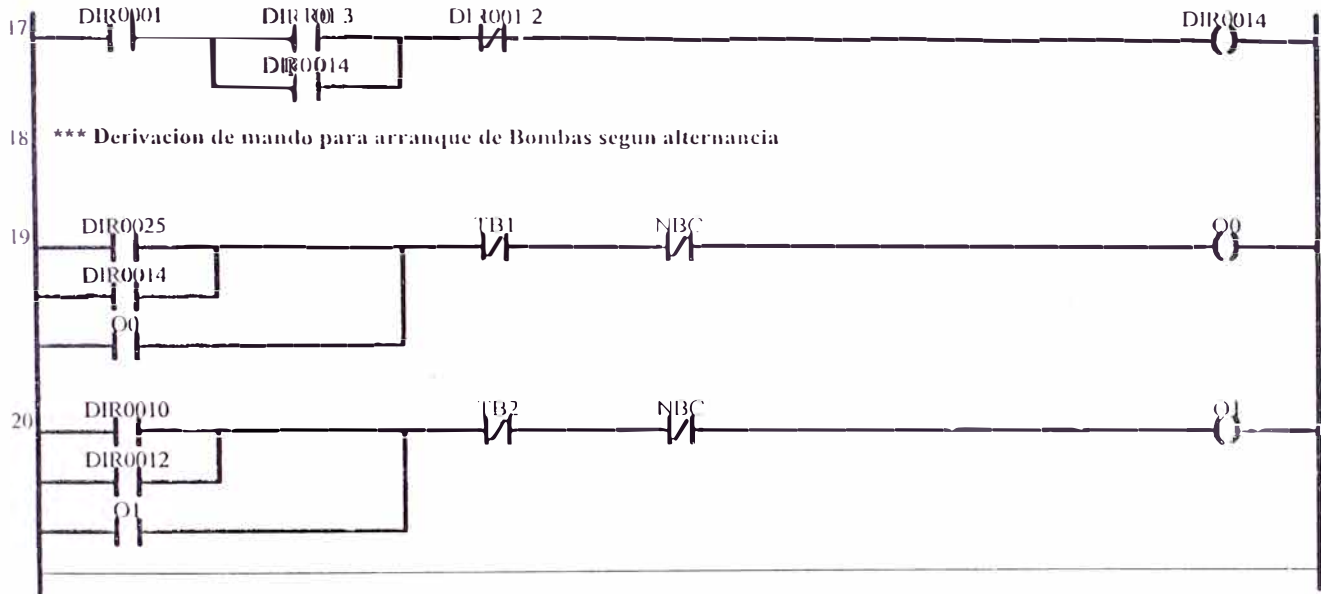 17 DIR0001 DIR0013 DIR0012 DIR0014
DIR0014
18 *** Derivacion de mando para arranque de Bombas segun alternancia
19 DIR0025 TB1 NBC O0
DIR0014
O0
20 DIR0010 TB2 NBC O1
DIR0012
O1